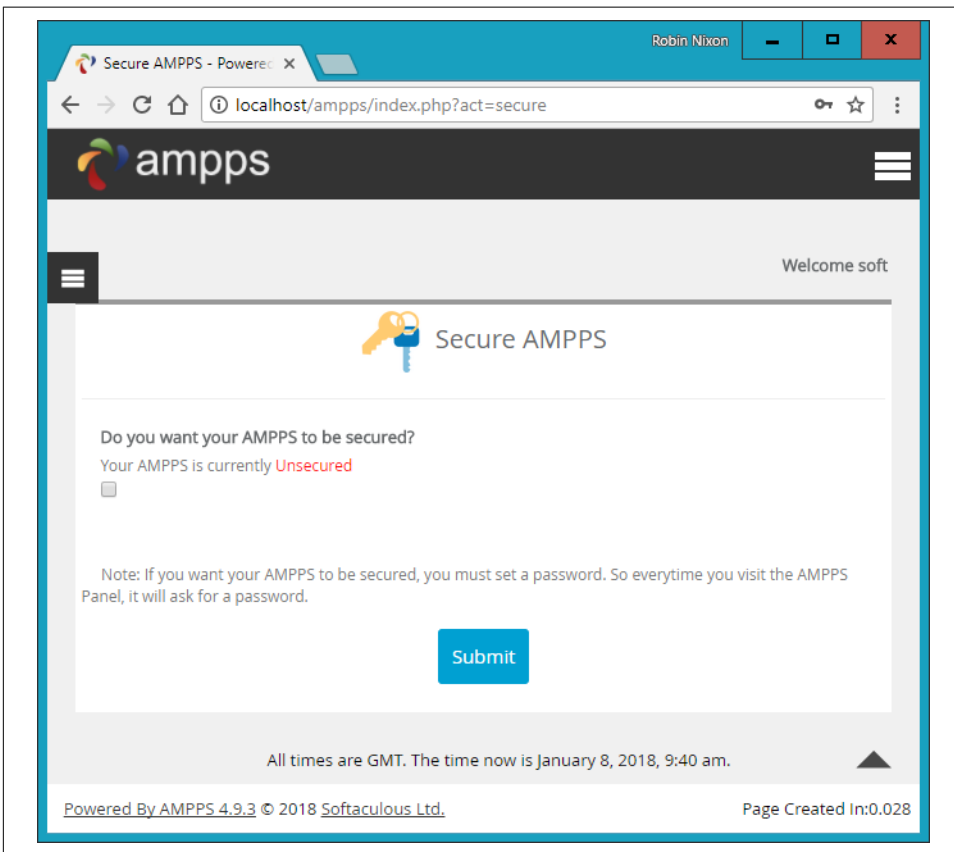 Robin Nixon
Secure AMPPS - Powered
localhost/ampps/index.php?act=secure
ampps
Welcome soft
Secure AMPPS
Do you want your AMPPS to be secured?
Your AMPPS is currently Unsecured
Note: If you want your AMPPS to be secured, you must set a password. So everytime you visit the AMPPS
Panel, it will ask for a password.
Submit
All times are GMT. The time now is January 8, 2018, 9:40 am.
Powered By AMPPS 4.9.3 © 2018 Softaculous Ltd.
Page Created In:0.028